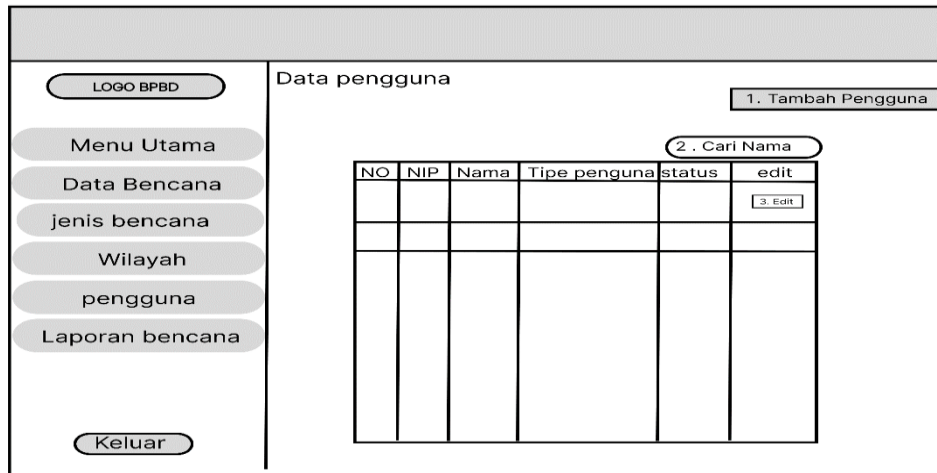 LOGO BPBD
Menu Utama
Data Bencana
jenis bencana
Wilayah
pengguna
Laporan bencana
Keluar
Data pengguna
1. Tambah Pengguna
2 . Cari Nama
NO NIP Nama Tipe penguna status edit
3. Edit